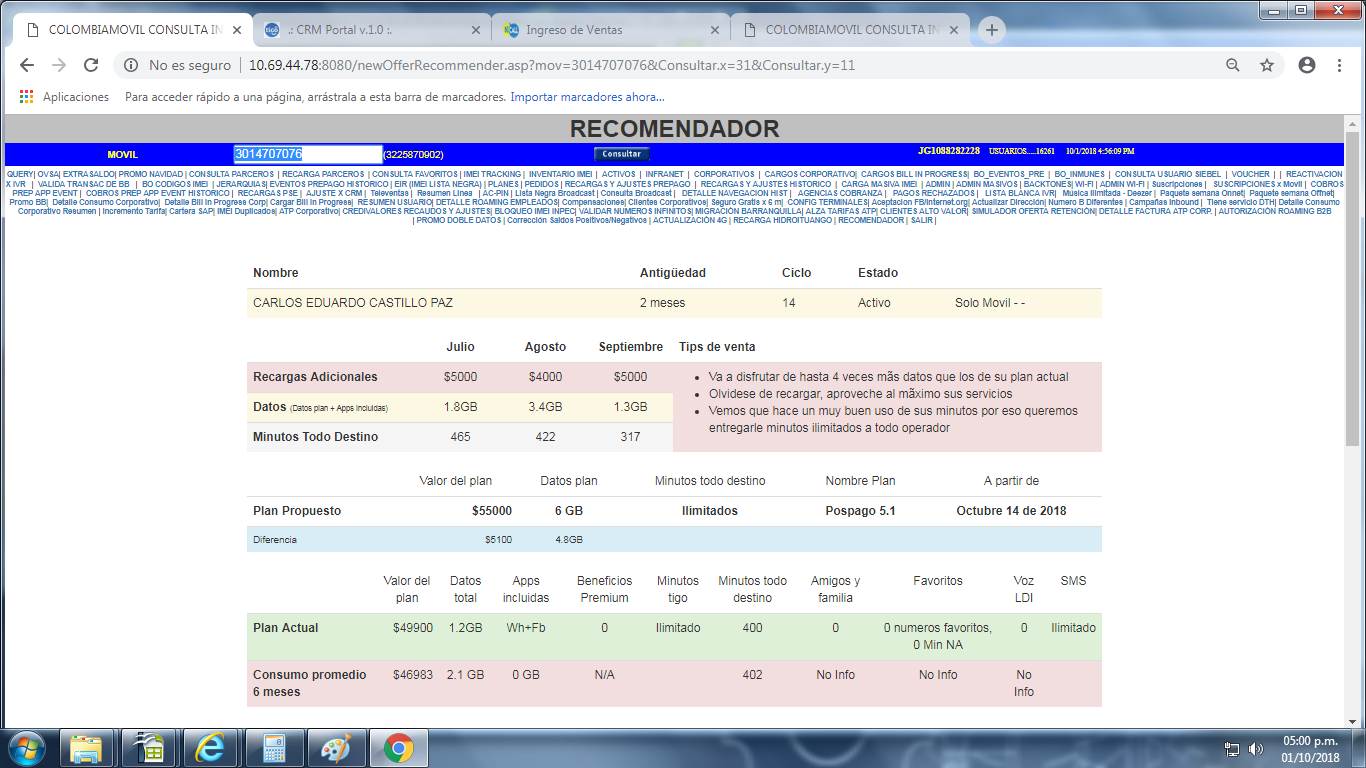 COLOMBIAMOVIL CONSULTA IN
.: CRM Portal v.1.0 :.
Ingreso de Ventas
COLOMBIAMOVIL CONSULTA IN
No es seguro | 10.69.44.78:8080/newOfferRecommender.asp?mov=3014707076&Consultar.x=31&Consultar.y=11
Aplicaciones Para acceder rápido a una página, arrástrala a esta barra de marcadores. Importar marcadores ahora...
RECOMENDADOR
MOVIL 3014707076 (3225870902) Consultar JG1088282228 USUARIOS.....16261 10/1/2018 4:56:09 PM
QUERY| OVS&| EXTRASALDO| PROMO NAVIDAD | CONSULTA PARCEROS | RECARGA PARCEROS | CONSULTA FAVORITOS| IMEI TRACKING | INVENTARIO IMEI | ACTIVOS | INFRANET | CORPORATIVOS | CARGOS CORPORATIVO| CARGOS BILL IN PROGRESS| BO_EVENTOS_PRE | BO_INMUNES | CONSULTA USUARIO SIEBEL | VOUCHER | | REACTIVACION
X IVR | VALIDA TRANSAC DE BB | BO CODIGOS IMEI | JERARQUIAS| EVENTOS PREPAGO HISTORICO | EIR (IMEI LISTA NEGRA) | PLANES | PEDIDOS | RECARGAS Y AJUSTES PREPAGO | RECARGAS Y AJUSTES HISTORICO | CARGA MASIVA IMEI | ADMIN | ADMIN MASIVOS | BACKTONES| Wi-Fi | ADMIN Wi-Fi | Suscripciones | SUSCRIPCIONES x Movil | COBROS
PREP APP EVENT | COBROS PREP APP EVENT HISTORICO | RECARGAS PSE | AJUSTE X CRM | Televentas | Resumen Linea | AC-PIN | Lista Negra Broadcast | Consulta Broadcast | DETALLE NAVEGACION HIST | AGENCIAS COBRANZA | PAGOS RECHAZADOS | LISTA BLANCA IVR| Musica Ilimitada - Deezer | Paquete semana Onnet| Paquete semana Offnet|
Promo BB| Detalle Consumo Corporativo| Detalle Bill In Progress Corp| Cargar Bill In Progress| RESUMEN USUARIO| DETALLE ROAMING EMPLEADOS| Compensaciones| Clientes Corporativos| Seguro Gratis x 6 m| CONFIG TERMINALES| Aceptacion FB/Internet.org| Actualizar Dirección| Numero B Diferentes | Campañas Inbound | Tiene servicio DTH| Detalle Consumo
Corporativo Resumen | Incremento Tarifa| Cartera SAP| IMEI Duplicados| ATP Corporativo| CREDIVALORES RECAUDOS Y AJUSTES| BLOQUEO IMEI INPEC| VALIDAR NUMEROS INFINITOS| MIGRACIÓN BARRANQUILLA| ALZA TARIFAS ATP| CLIENTES ALTO VALOR| SIMULADOR OFERTA RETENCIÓN| DETALLE FACTURA ATP CORP. | AUTORIZACIÓN ROAMING B2B
| PROMO DOBLE DATOS | Corrección Saldos Positivos/Negativos | ACTUALIZACIÓN 4G | RECARGA HIDROITUANGO | RECOMENDADOR | SALIR |
Nombre Antigüedad Ciclo Estado
CARLOS EDUARDO CASTILLO PAZ 2 meses 14 Activo Solo Movil - -
Julio Agosto Septiembre Tips de venta
Recargas Adicionales $5000 $4000 $5000
Datos (Datos plan + Apps incluidas) 1.8GB 3.4GB 1.3GB
Minutos Todo Destino 465 422 317
Va a disfrutar de hasta 4 veces mãs datos que los de su plan actual
Olvidese de recargar, aproveche al mãximo sus servicios
Vemos que hace un muy buen uso de sus minutos por eso queremos
entregarle minutos ilimitados a todo operador
Valor del plan Datos plan Minutos todo destino Nombre Plan A partir de
Plan Propuesto $55000 6 GB Ilimitados Pospago 5.1 Octubre 14 de 2018
Diferencia $5100 4.8GB
Valor del Datos Apps Beneficios Minutos Minutos todo Amigos y Favoritos Voz SMS
plan total incluidas Premium tigo destino familia LDI
Plan Actual $49900 1.2GB Wh+Fb 0 Ilimitado 400 0 0 numeros favoritos, 0 Ilimitado
0 Min NA
Consumo promedio $46983 2.1 GB 0 GB N/A 402 No Info No Info No
6 meses Info
05:00 p.m.
01/10/2018